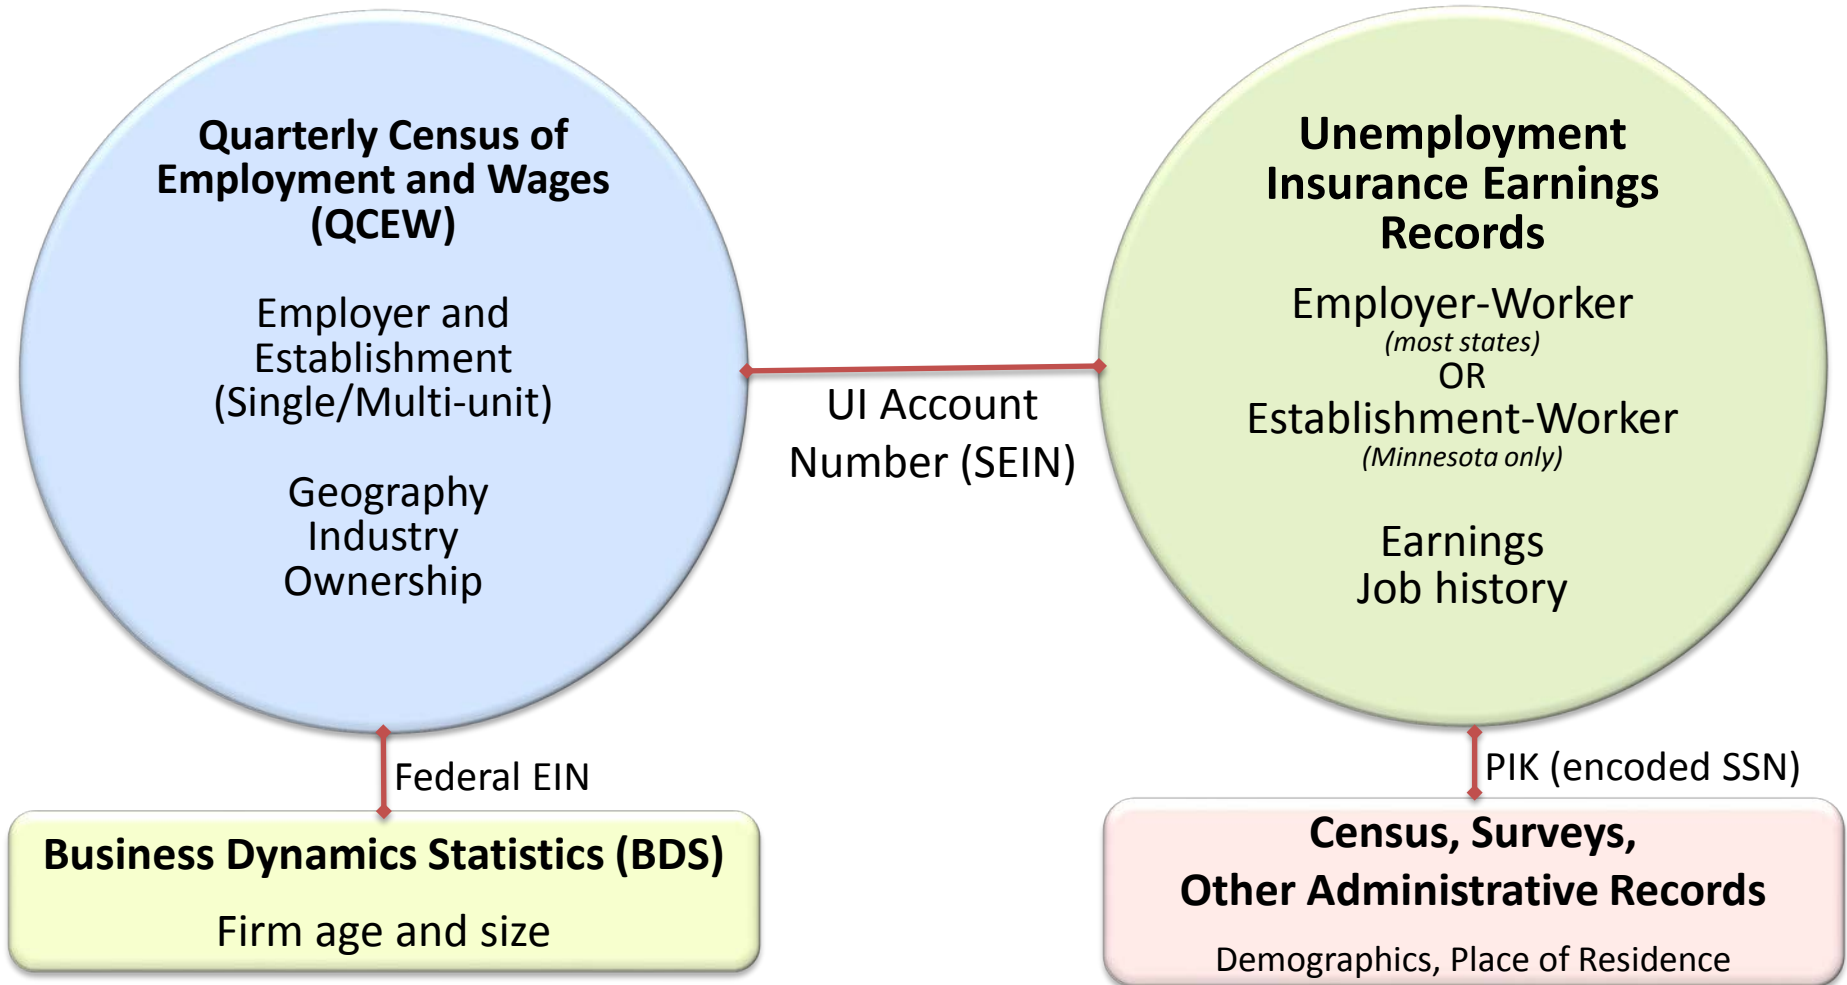 Quarterly Census of
Employment and Wages
(QCEW)
Employer and
Establishment
(Single/Multi-unit)
Geography
Industry
Ownership
UI Account
Number (SEIN)
Unemployment
Insurance Earnings
Records
Employer-Worker
(most states)
OR
Establishment-Worker
(Minnesota only)
Earnings
Job history
Federal EIN
PIK (encoded SSN)
Business Dynamics Statistics (BDS)
Firm age and size
Census, Surveys,
Other Administrative Records
Demographics, Place of Residence